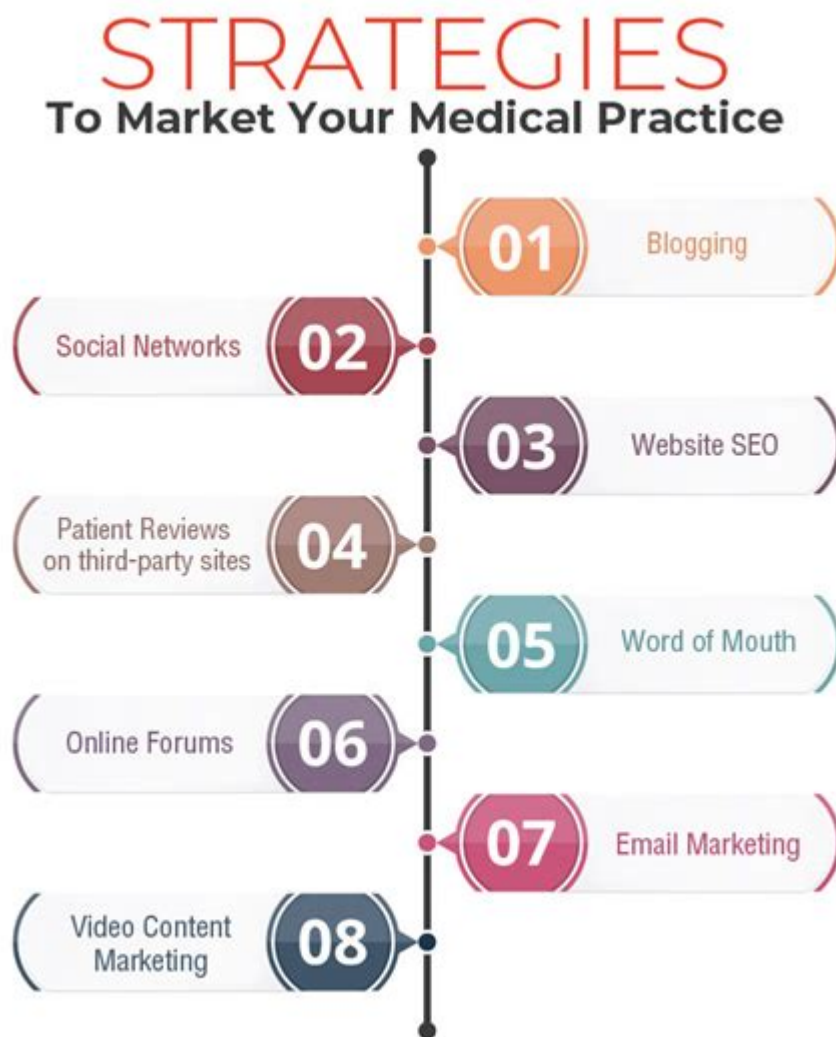 STRATEGIES
To Market Your Medical Practice
01
Blogging
02
Social Networks
03
Website SEO
04
Patient Reviews
on third-party sites
05
Word of Mouth
06
Online Forums
07
Email Marketing
08
Video Content
Marketing